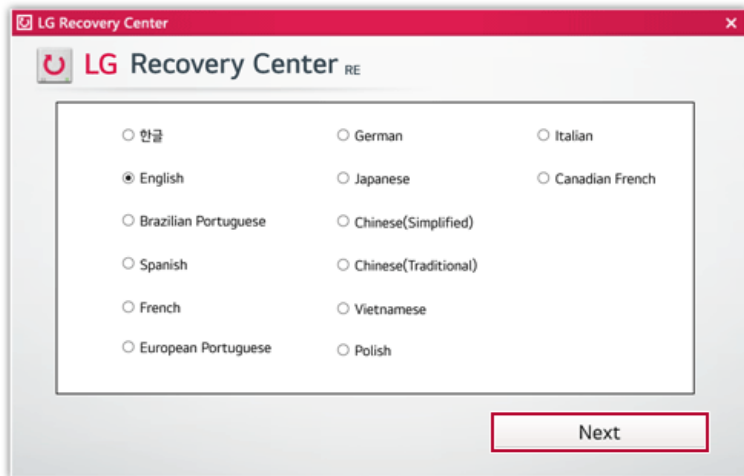 LG Recovery Center
LG Recovery Center RE
한글
English
Brazilian Portuguese
Spanish
French
European Portuguese
German
Japanese
Chinese(Simplified)
Chinese(Traditional)
Vietnamese
Polish
Italian
Canadian French
Next